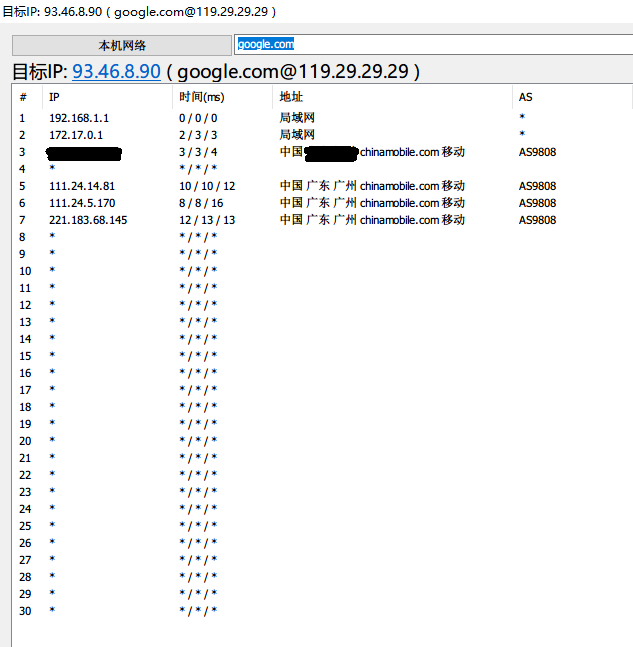 目标IP: 93.46.8.90 ( google.com@119.29.29.29 )
本机网络 google.com
目标IP: 93.46.8.90 ( google.com@119.29.29.29 )
# IP 时间(ms) 地址 AS
1 192.168.1.1 0 / 0 / 0 局域网 *
2 172.17.0.1 2 / 3 / 3 局域网 *
3 3 / 3 / 4 中国 chinamobile.com 移动 AS9808
4 * * / * / *
5 111.24.14.81 10 / 10 / 12 中国 广东 广州 chinamobile.com 移动 AS9808
6 111.24.5.170 8 / 8 / 16 中国 广东 广州 chinamobile.com 移动 AS9808
7 221.183.68.145 12 / 13 / 13 中国 广东 广州 chinamobile.com 移动 AS9808
8 * * / * / *
9 * * / * / *
10 * * / * / *
11 * * / * / *
12 * * / * / *
13 * * / * / *
14 * * / * / *
15 * * / * / *
16 * * / * / *
17 * * / * / *
18 * * / * / *
19 * * / * / *
20 * * / * / *
21 * * / * / *
22 * * / * / *
23 * * / * / *
24 * * / * / *
25 * * / * / *
26 * * / * / *
27 * * / * / *
28 * * / * / *
29 * * / * / *
30 * * / * / *